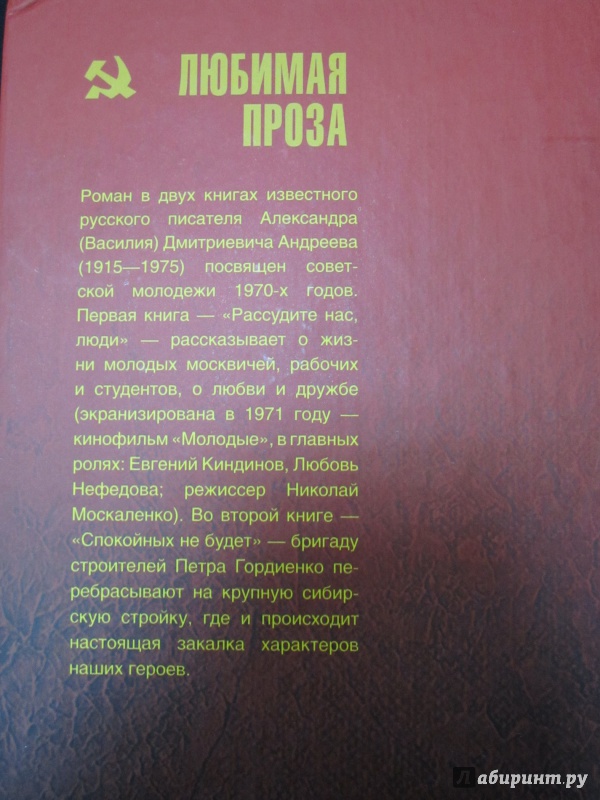 ЛЮБИМАЯ
ПРОЗА
Роман в двух книгах известного
русского писателя Александра
(Василия) Дмитриевича Андреева
(1915—1975) посвящен совет-
ской молодежи 1970-х годов.
Первая книга — «Рассудите нас,
люди» — рассказывает о жиз-
ни молодых москвичей, рабочих
и студентов, о любви и дружбе
(экранизирована в 1971 году —
кинофильм «Молодые», в главных
ролях: Евгений Киндинов, Любовь
Нефедова; режиссер Николай
Москаленко). Во второй книге —
«Спокойных не будет» — бригаду
строителей Петра Гордиенко пе-
ребрасывают на крупную сибир-
скую стройку, где и происходит
настоящая закалка характеров
наших героев.
лабиринт.ру